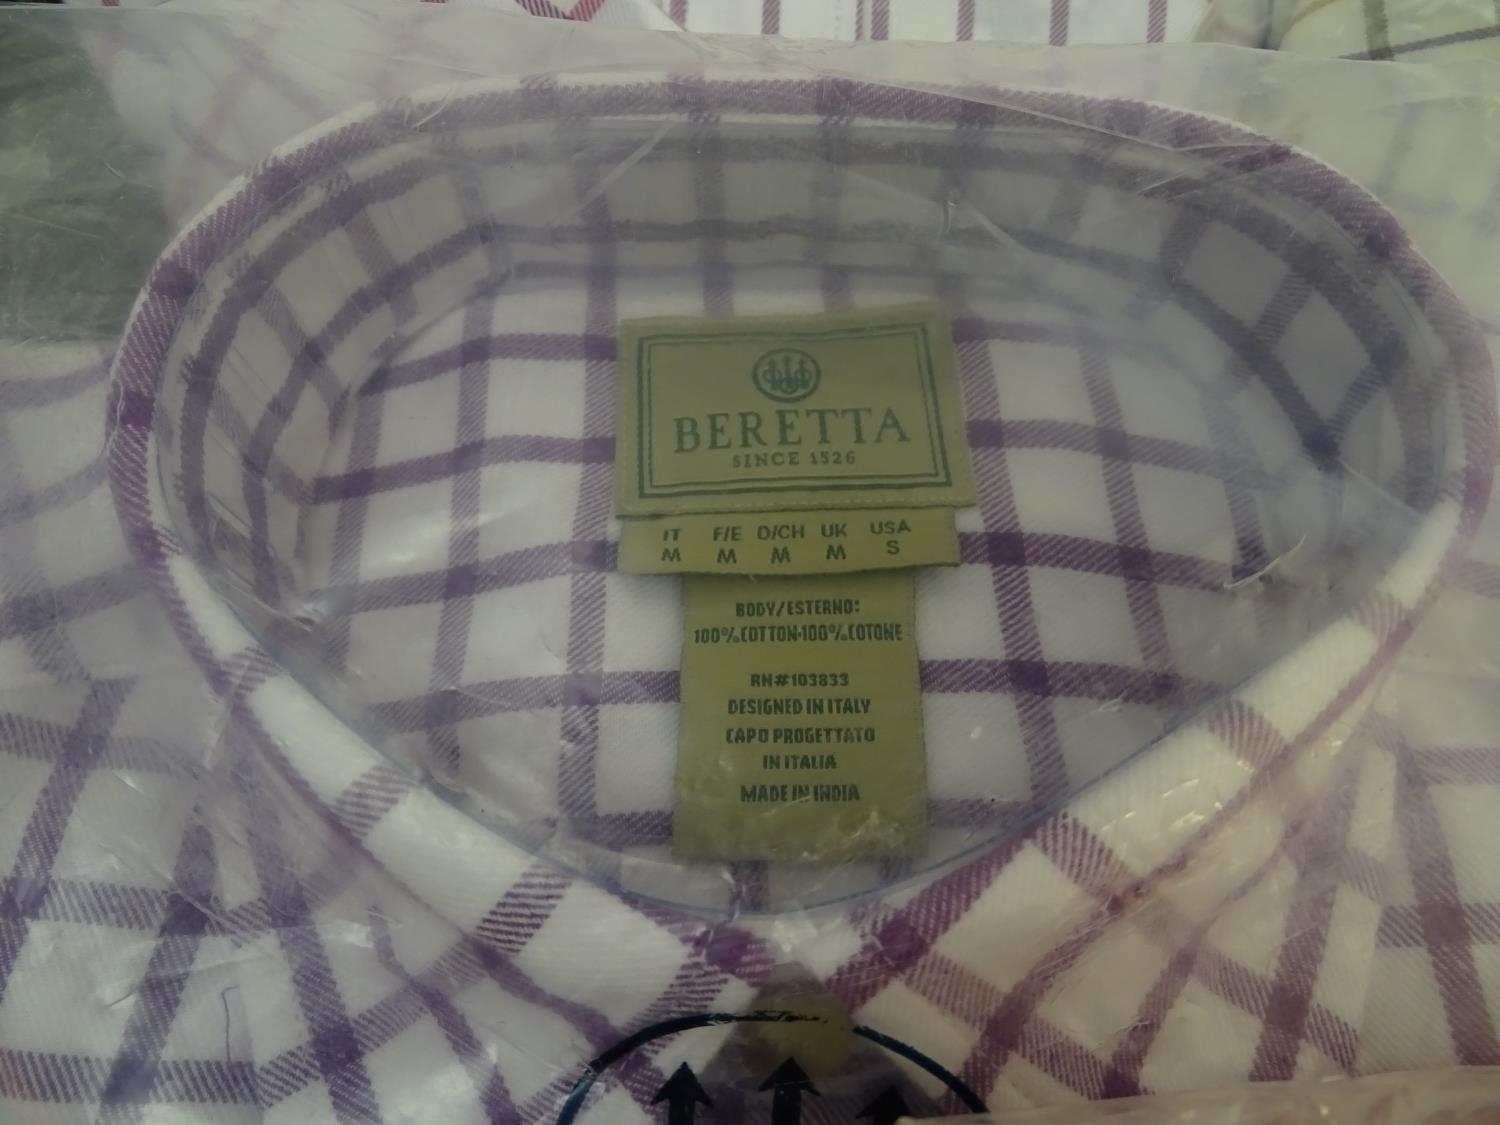 BERETTA
SINCE 1526
IT F/E D/CH UK USA
M M M M S
BODY/ESTERNO:
100%COTTON-100%COTONE
RN#103833
DESIGNED IN ITALY
CAPO PROGETTATO
IN ITALIA
MADE IN INDIA